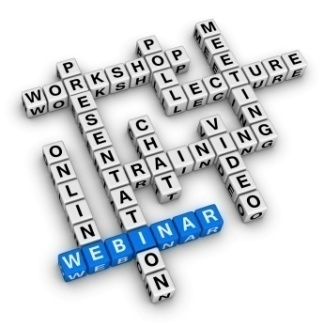 MEETING
POLL
WORKSHOP
LECTURE
PRESENTATION
CHAT
VIDEO
TRAINING
ONLINE
WEBINAR